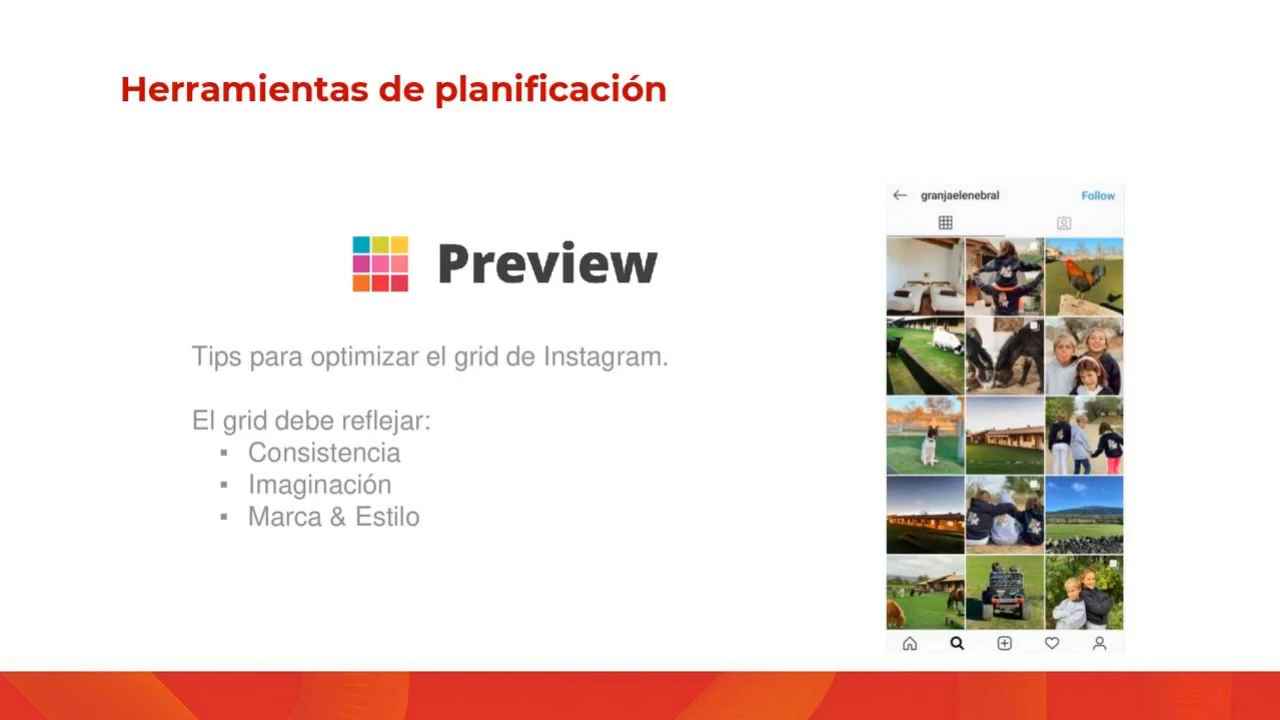 Herramientas de planificación
Preview
Tips para optimizar el grid de Instagram.
El grid debe reflejar:
▪ Consistencia
▪ Imaginación
▪ Marca & Estilo
granjaelenebral
Follow